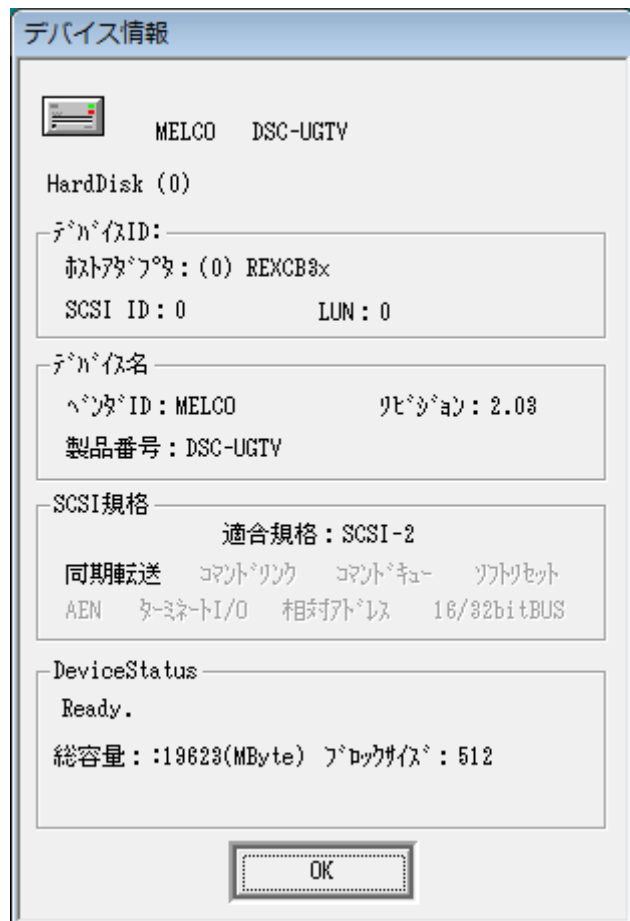 デバイス情報
MELCO DSC-UGTV
HardDisk (0)
ﾃﾞﾊﾞｲｽID:
ﾎｽﾄｱﾀﾞﾌﾟﾀ：(0) REXCB3x
SCSI ID：0 LUN：0
ﾃﾞﾊﾞｲｽ名
ﾍﾞﾝﾀﾞID：MELCO ﾘﾋﾞｼﾞｮﾝ：2.03
製品番号：DSC-UGTV
SCSI規格
適合規格：SCSI-2
同期転送 ｺﾏﾝﾄﾞﾘﾝｸ ｺﾏﾝﾄﾞｷｭｰ ｿﾌﾄﾘｾｯﾄ
AEN ﾀｰﾐﾈｰﾄI/O 相対ｱﾄﾞﾚｽ 16/32bitBUS
DeviceStatus
Ready.
総容量：:19623(MByte) ﾌﾞﾛｯｸｻｲｽﾞ：512
OK